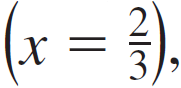 (x = 2/3),